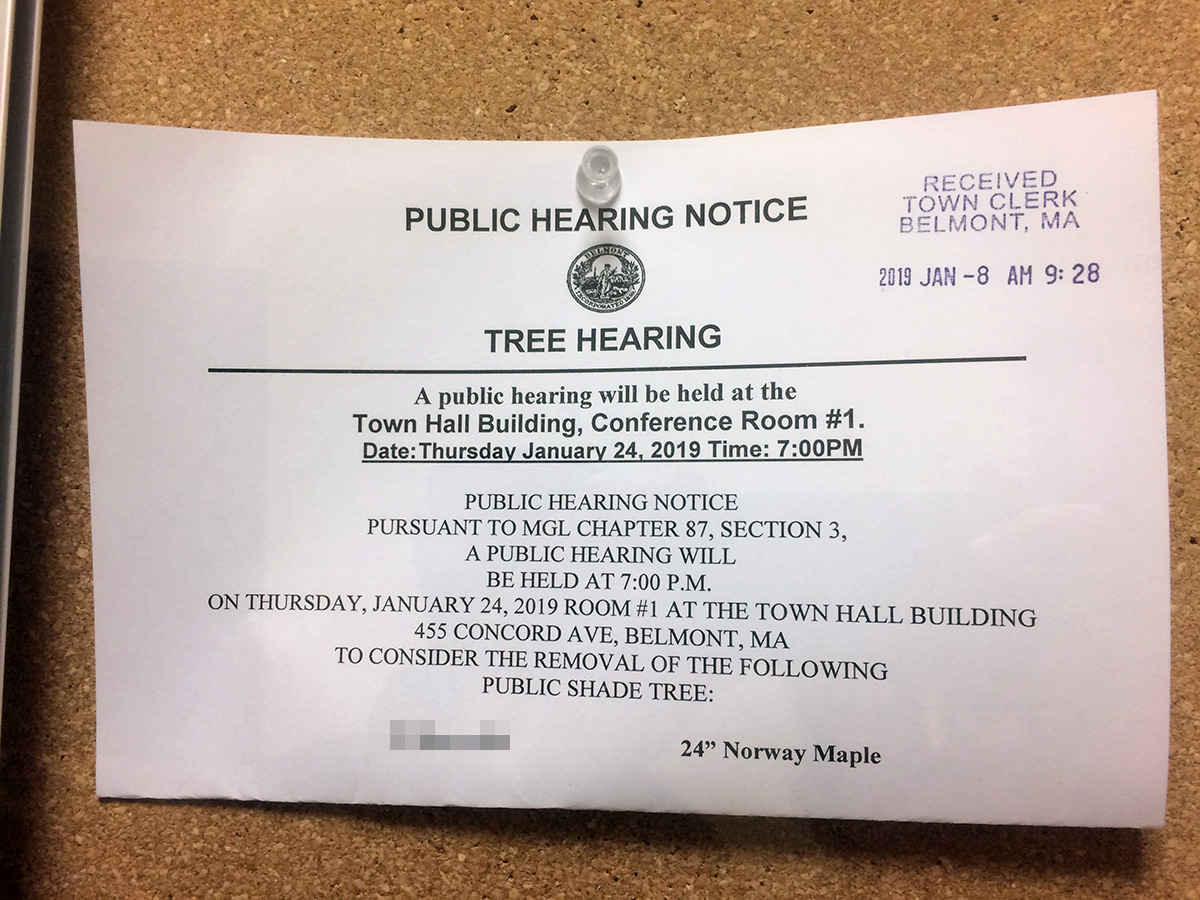 PUBLIC HEARING NOTICE
RECEIVED
TOWN CLERK
BELMONT, MA
2019 JAN -8 AM 9: 28
BELMONT
TREE HEARING
A public hearing will be held at the
Town Hall Building, Conference Room #1.
Date:Thursday January 24, 2019 Time: 7:00PM
PUBLIC HEARING NOTICE
PURSUANT TO MGL CHAPTER 87, SECTION 3,
A PUBLIC HEARING WILL
BE HELD AT 7:00 P.M.
ON THURSDAY, JANUARY 24, 2019 ROOM #1 AT THE TOWN HALL BUILDING
455 CONCORD AVE, BELMONT, MA
TO CONSIDER THE REMOVAL OF THE FOLLOWING
PUBLIC SHADE TREE:
24” Norway Maple